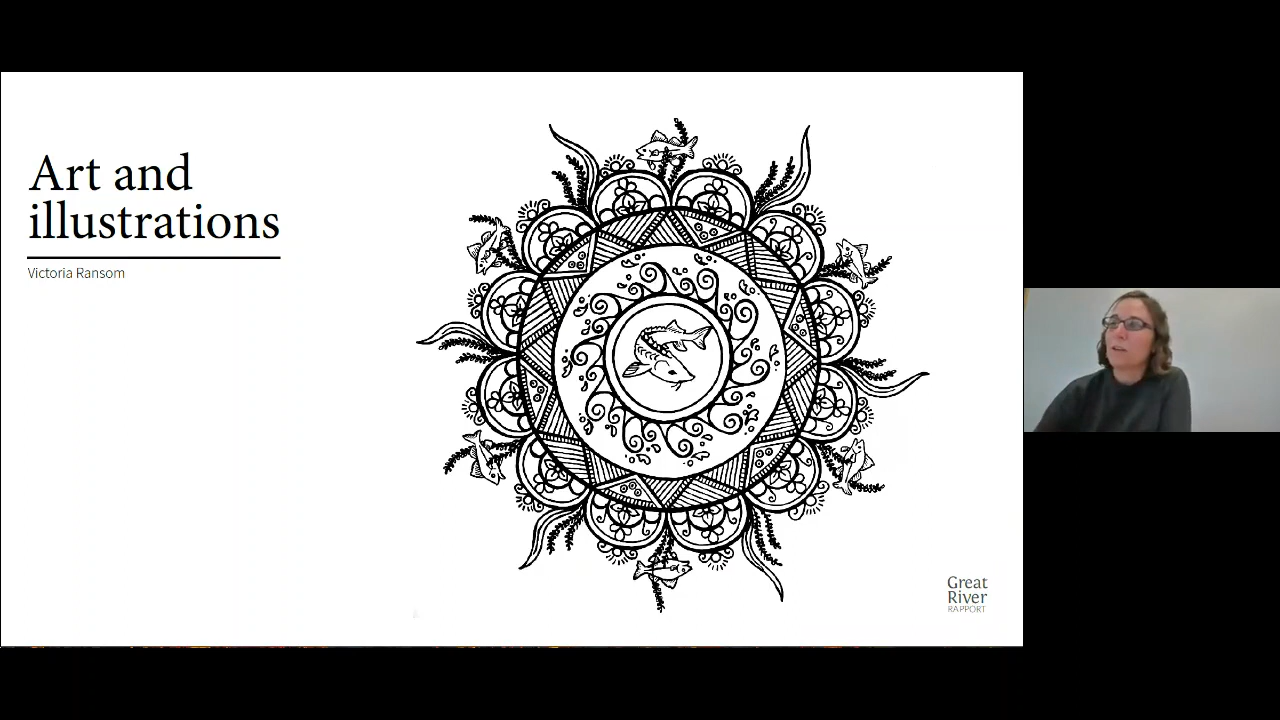 Art and
illustrations
Victoria Ransom
Great
River
RAPPORT